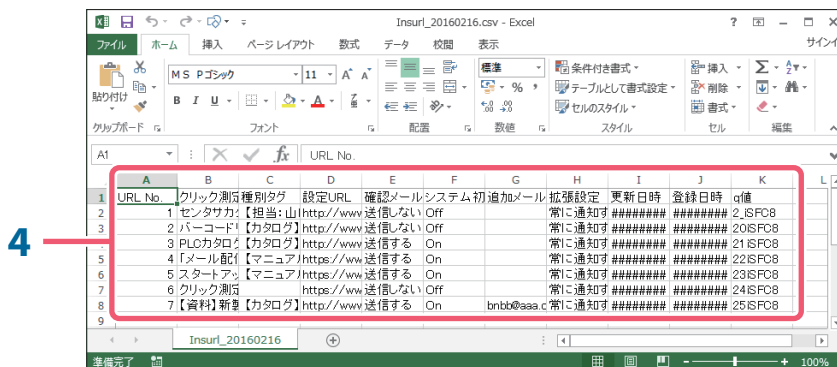 Insurl_20160216.csv - Excel
ファイル ホーム 挿入 ページ レイアウト 数式 データ 校閲 表示 サインイ
貼り付け
MS Pゴシック 11 A A
B I U
標準
% ,
条件付き書式
テーブルとして書式設定
セルのスタイル
挿入
削除
書式
クリップボード フォント 配置 数値 スタイル セル 編集
A1 fx URL No.
A B C D E F G H I J K L
1 URL No. クリック測定 種別タグ 設定URL 確認メール システム初 追加メール 拡張設定 更新日時 登録日時 q値
2 1 センサカタ 【担当:山 http://www 送信しない Off 常に通知す ######## ######## 2_iSFC8
3 2 バーコード 【カタログ】 http://www 送信しない Off 常に通知す ######## ######## 20iSFC8
4 3 PLCカタログ 【カタログ】 https://www 送信する On 常に通知す ######## ######## 21iSFC8
5 4 「メール配信 【マニュア https://www 送信する On 常に通知す ######## ######## 22iSFC8
6 5 スタートアッ 【マニュア https://www 送信する On 常に通知す ######## ######## 23iSFC8
7 6 クリック測定 https://www 送信しない Off 常に通知す ######## ######## 24iSFC8
8 7 【資料】新製 【カタログ】 http://www 送信する On bnbb@aaa.c 常に通知す ######## ######## 25iSFC8
9
4
Insurl_20160216
準備完了 100%